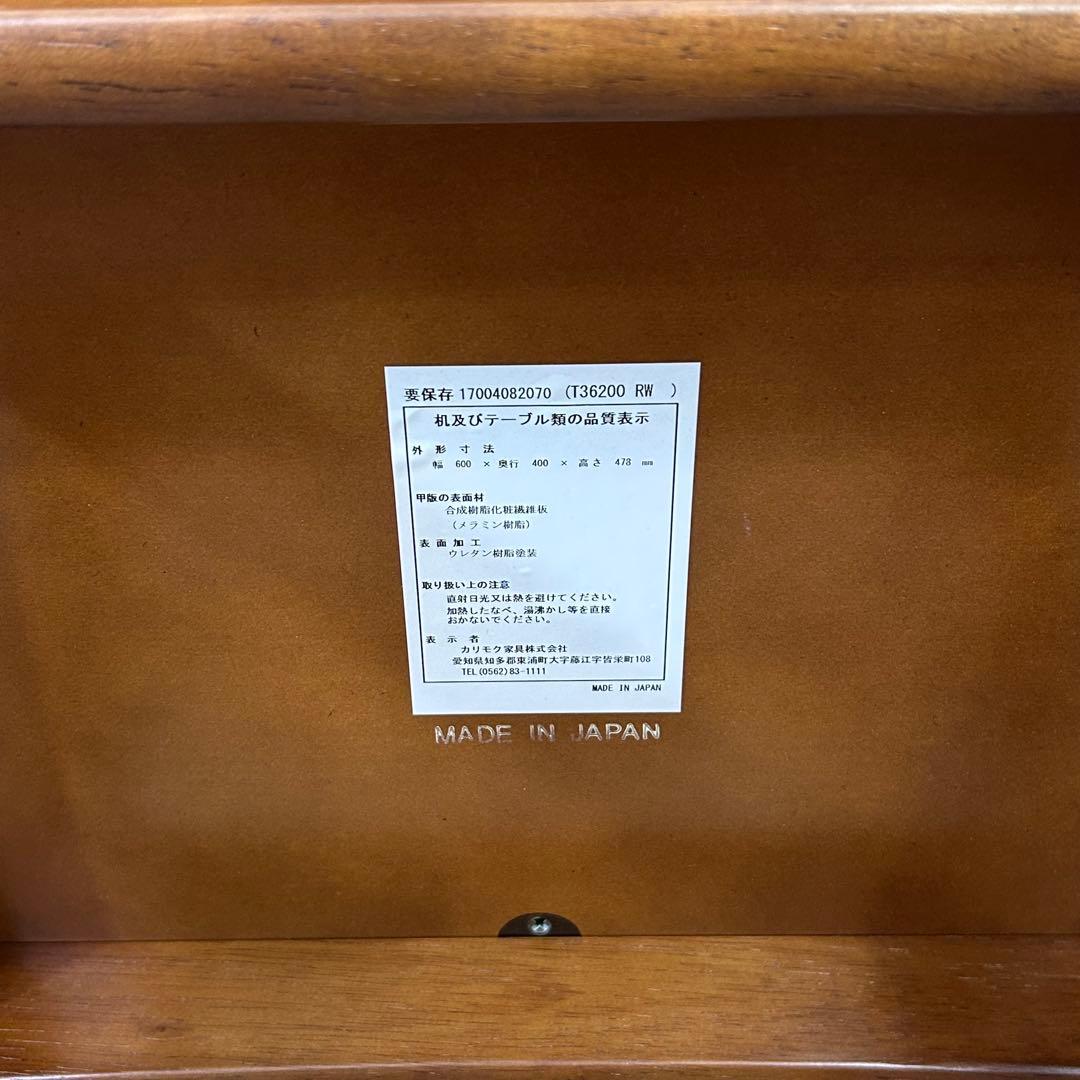 要保存 17004082070 (T36200 RW )
机及びテーブル類の品質表示
外形寸法
幅 600 × 奥行 400 × 高さ 478 mm
甲版の表面材
合成樹脂化粧繊維板
(メラミン樹脂)
表面加工
ウレタン樹脂塗装
取り扱い上の注意
直射日光又は熱を避けてください。
加熱したなべ、湯沸かし等を直接
おかないでください。
表示者
カリモク家具株式会社
愛知県知多郡東浦町大字藤江字皆栄町108
TEL(0562)83-1111
MADE IN JAPAN
MADE IN JAPAN